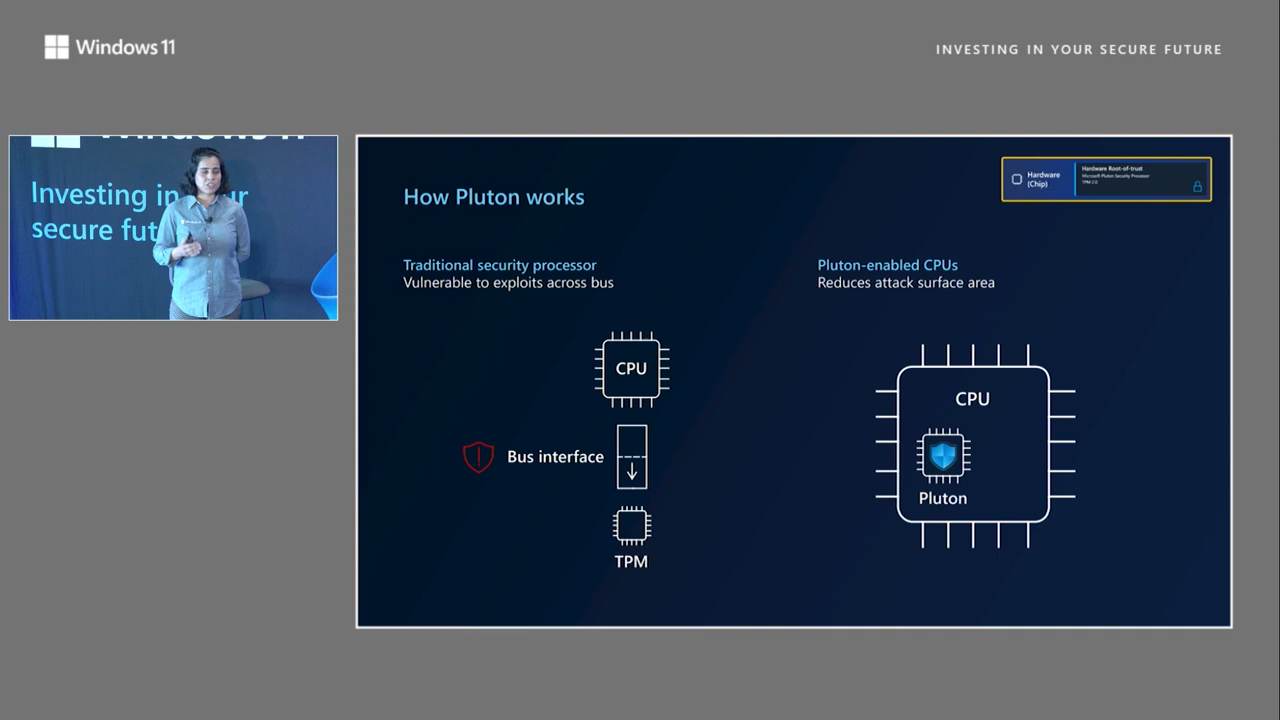 Windows 11
INVESTING IN YOUR SECURE FUTURE
Investing in
secure fut
How Pluton works
Hardware
(Chip)
Hardware Root-of-trust
Microsoft Pluton Security Processor
TPM 2.0
Traditional security processor
Vulnerable to exploits across bus
CPU
Bus interface
TPM
Pluton-enabled CPUs
Reduces attack surface area
CPU
Pluton